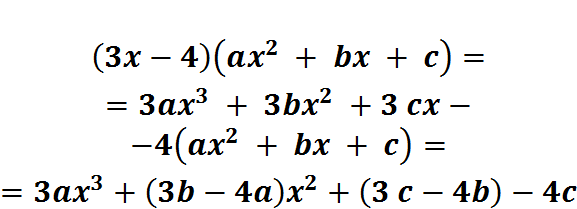 (3x − 4)(ax² + bx + c) =
= 3ax³ + 3bx² + 3 cx −
−4(ax² + bx + c) =
= 3ax³ + (3b − 4a)x² + (3 c − 4b) − 4c